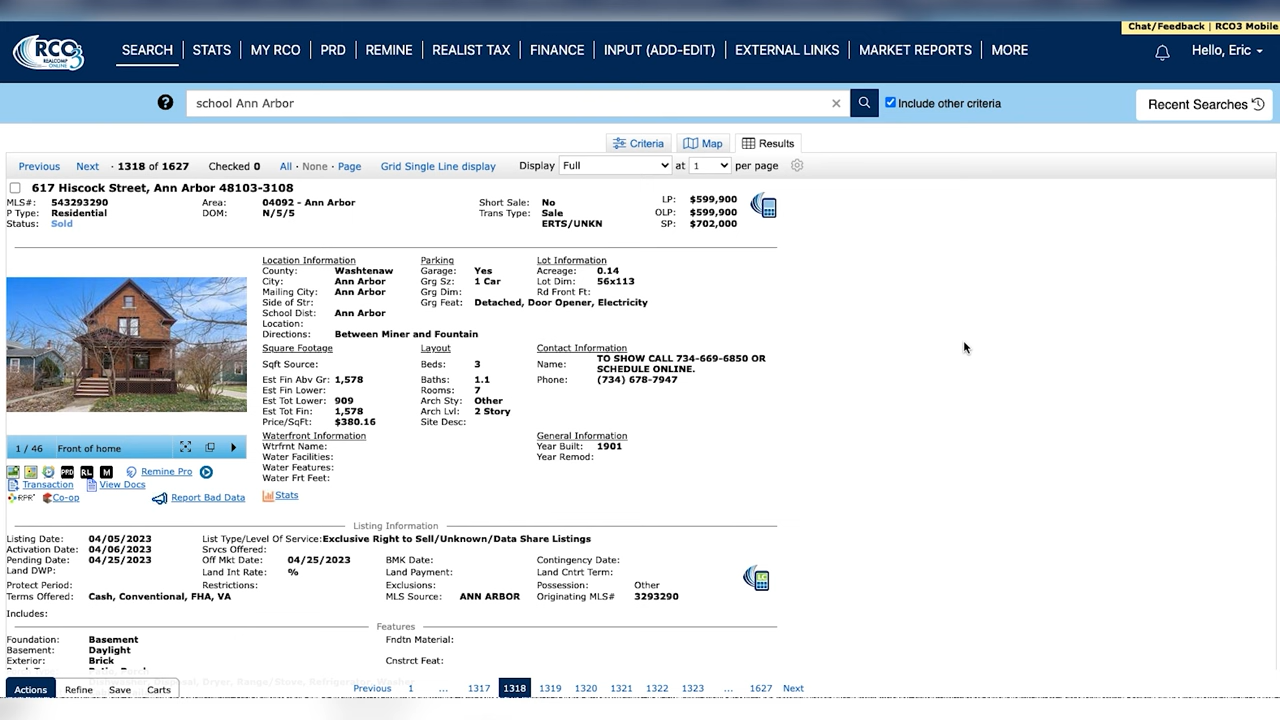 Chat/Feedback | RCO3 Mobile
RCO3 REALCOMP ONLINE SEARCH STATS MY RCO PRD REMINE REALIST TAX FINANCE INPUT (ADD-EDIT) EXTERNAL LINKS MARKET REPORTS MORE Hello, Eric
? school Ann Arbor × Include other criteria Recent Searches
Criteria Map Results
Previous Next · 1318 of 1627 Checked 0 All · None · Page Grid Single Line display Display Full at 1 per page
617 Hiscock Street, Ann Arbor 48103-3108
MLS#: 543293290 Area: 04092 - Ann Arbor Short Sale: No LP: $599,900
P Type: Residential DOM: N/5/5 Trans Type: Sale OLP: $599,900
Status: Sold ERTS/UNKN SP: $702,000
Location Information Parking Lot Information
County: Washtenaw Garage: Yes Acreage: 0.14
City: Ann Arbor Grg Sz: 1 Car Lot Dim: 56x113
Mailing City: Ann Arbor Grg Dim: Rd Front Ft:
Side of Str: Grg Feat: Detached, Door Opener, Electricity
School Dist: Ann Arbor
Location:
Directions: Between Miner and Fountain
Square Footage Layout Contact Information
Sqft Source: Beds: 3 Name: TO SHOW CALL 734-669-6850 OR
SCHEDULE ONLINE.
Est Fin Abv Gr: 1,578 Baths: 1.1 Phone: (734) 678-7947
Est Fin Lower: Rooms: 7
Est Tot Lower: 909 Arch Sty: Other
Est Tot Fin: 1,578 Arch Lvl: 2 Story
Price/SqFt: $380.16 Site Desc:
Waterfront Information General Information
Wtrfrnt Name: Year Built: 1901
Water Facilities: Year Remod:
Water Features:
Water Frt Feet:
1 / 46 Front of home
PRD RL M Remine Pro
Transaction View Docs
RPR Co-op Report Bad Data
Stats
Listing Information
Listing Date: 04/05/2023 List Type/Level Of Service: Exclusive Right to Sell/Unknown/Data Share Listings
Activation Date: 04/06/2023 Srvcs Offered:
Pending Date: 04/25/2023 Off Mkt Date: 04/25/2023 BMK Date: Contingency Date:
Land DWP: Land Int Rate: % Land Payment: Land Cntrt Term:
Protect Period: Restrictions: Exclusions: Possession: Other
Terms Offered: Cash, Conventional, FHA, VA MLS Source: ANN ARBOR Originating MLS# 3293290
Includes:
Features
Foundation: Basement Fndtn Material:
Basement: Daylight
Exterior: Brick Cnstrct Feat:
Actions Refine Save Carts Previous 1 ... 1317 1318 1319 1320 1321 1322 1323 ... 1627 Next